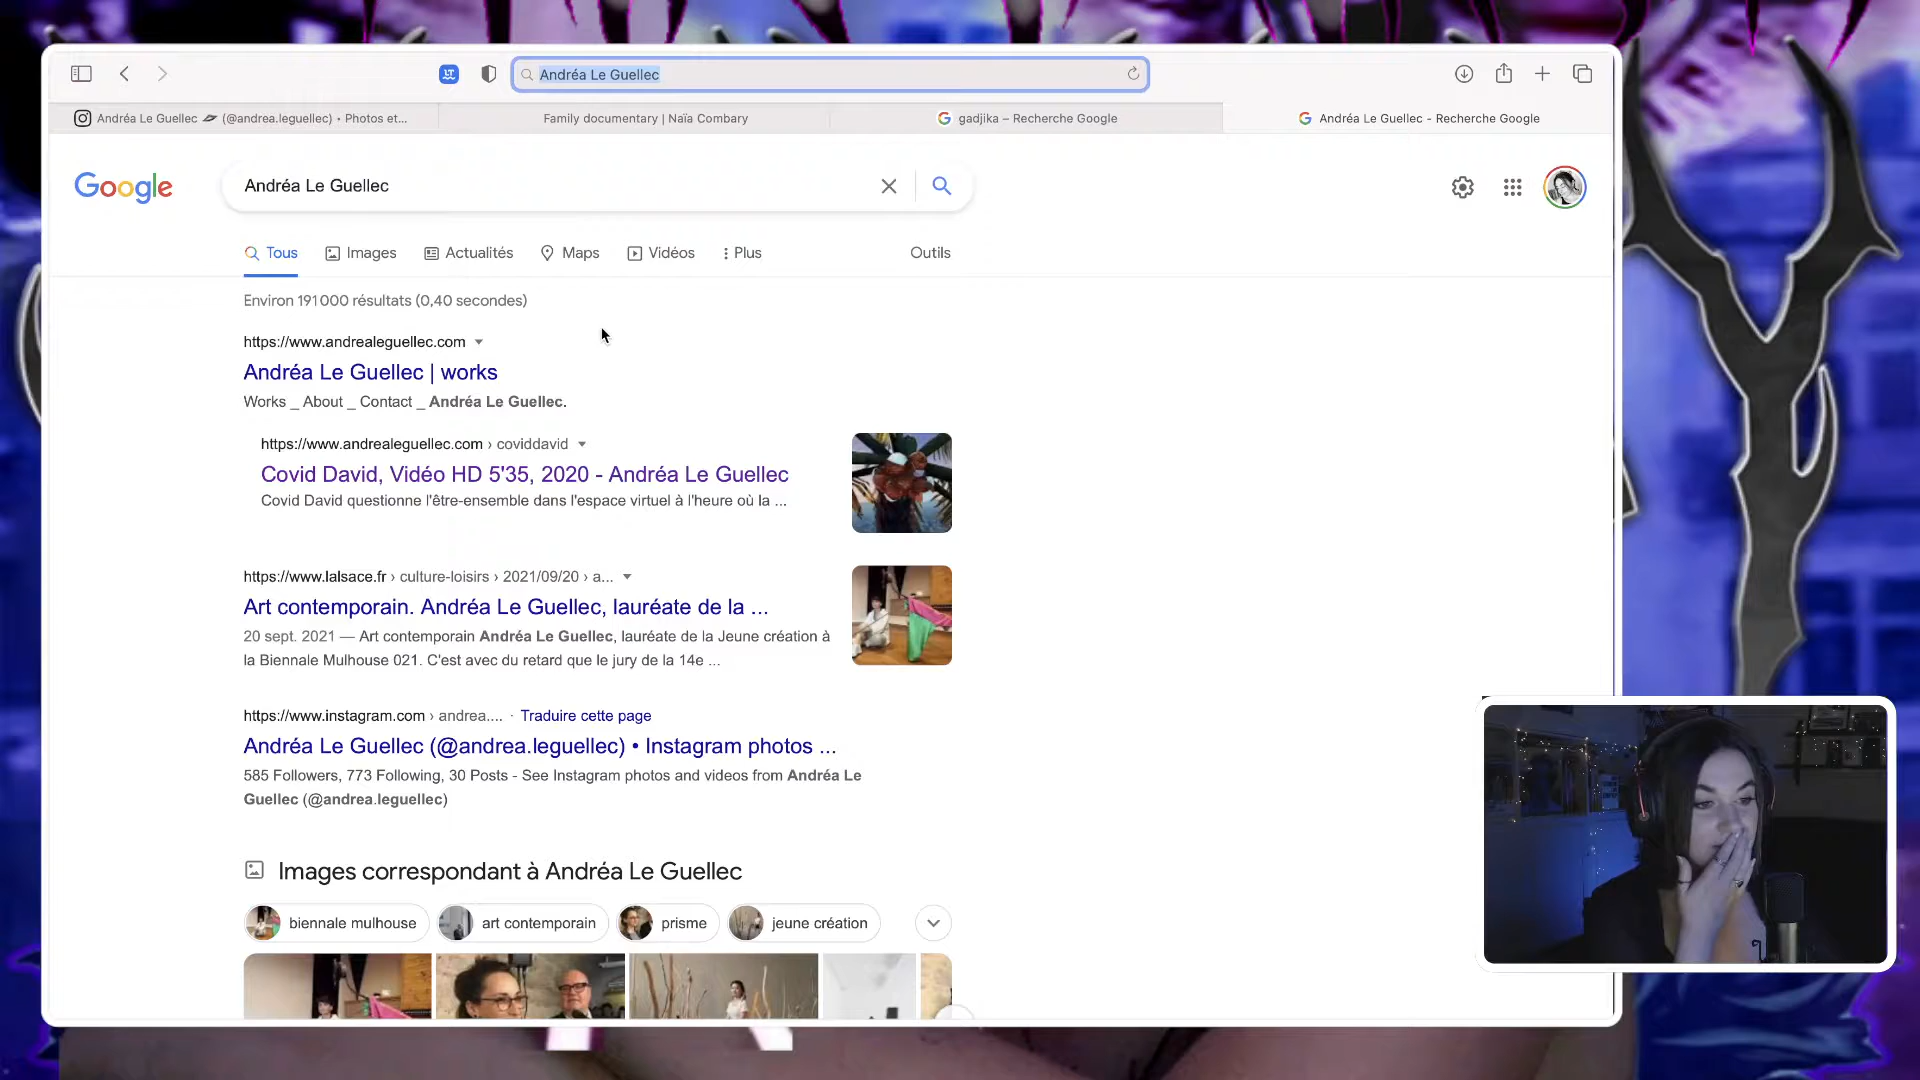 Andréa Le Guellec
Andréa Le Guellec (@andrea.leguellec) • Photos et...
Family documentary | Naïa Combary
gadjika – Recherche Google
Andréa Le Guellec - Recherche Google
Google
Andréa Le Guellec
Tous
Images
Actualités
Maps
Vidéos
Plus
Outils
Environ 191 000 résultats (0,40 secondes)
https://www.andrealeguellec.com
Andréa Le Guellec | works
Works _ About _ Contact _ Andréa Le Guellec.
https://www.andrealeguellec.com › coviddavid
Covid David, Vidéo HD 5'35, 2020 - Andréa Le Guellec
Covid David questionne l'être-ensemble dans l'espace virtuel à l'heure où la ...
https://www.lalsace.fr › culture-loisirs › 2021/09/20 › a...
Art contemporain. Andréa Le Guellec, lauréate de la ...
20 sept. 2021 — Art contemporain Andréa Le Guellec, lauréate de la Jeune création à
la Biennale Mulhouse 021. C'est avec du retard que le jury de la 14e ...
https://www.instagram.com › andrea.... · Traduire cette page
Andréa Le Guellec (@andrea.leguellec) • Instagram photos ...
585 Followers, 773 Following, 30 Posts - See Instagram photos and videos from Andréa Le
Guellec (@andrea.leguellec)
Images correspondant à Andréa Le Guellec
biennale mulhouse
art contemporain
prisme
jeune création